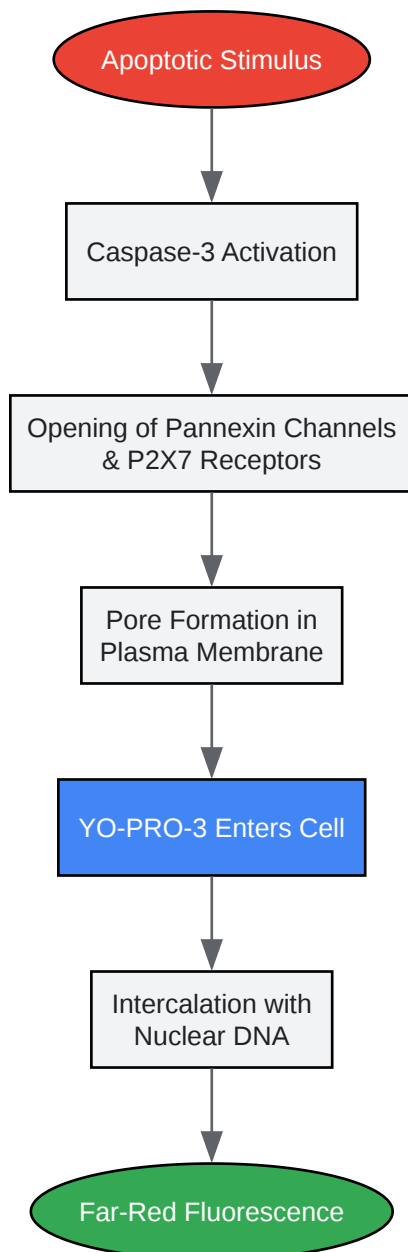 Apoptotic Stimulus
Caspase-3 Activation
Opening of Pannexin Channels
& P2X7 Receptors
Pore Formation in
Plasma Membrane
YO-PRO-3 Enters Cell
Intercalation with
Nuclear DNA
Far-Red Fluorescence